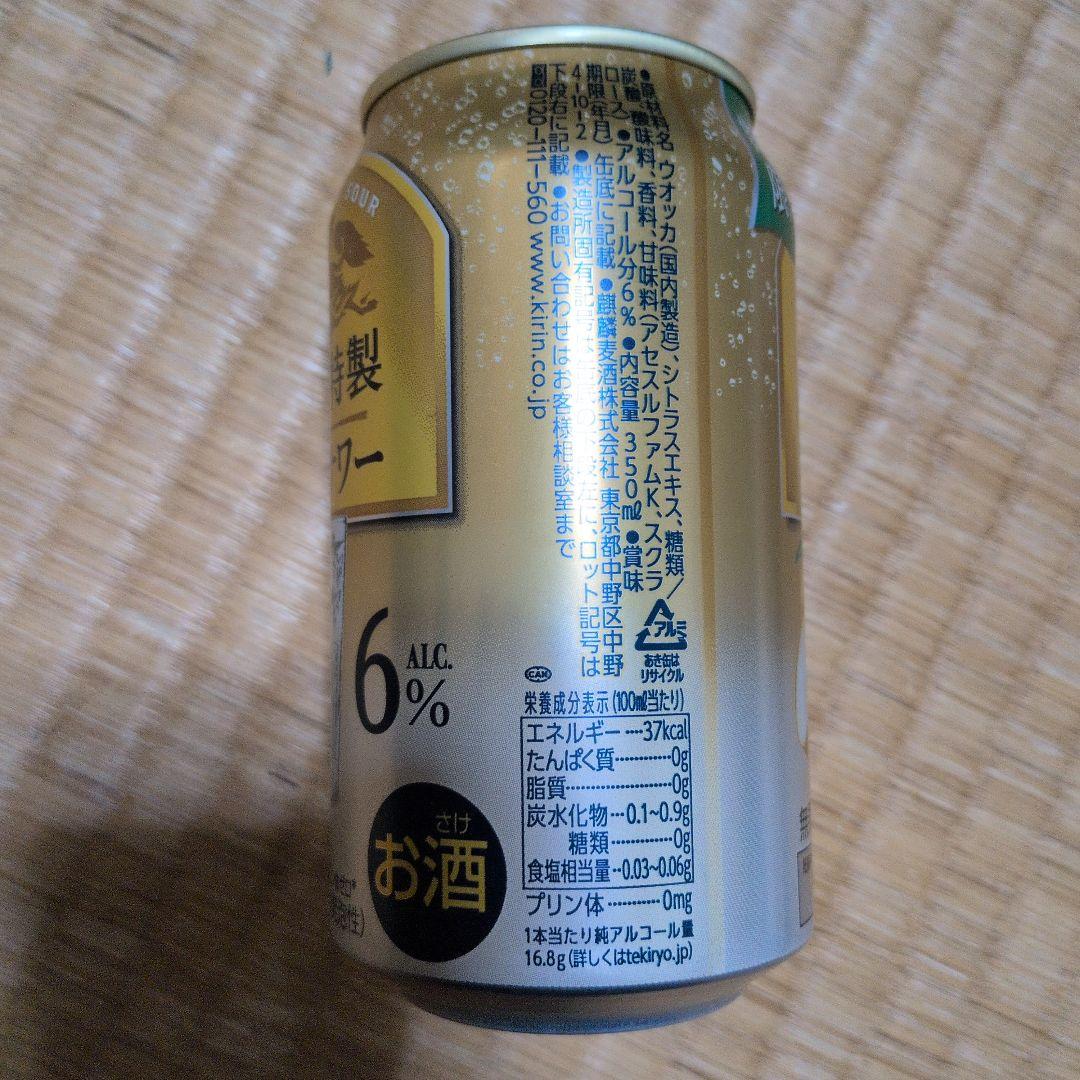 SOUR
特製
ワー
6
ALC.
%
さけ
お酒
●原材料名 ウオッカ(国内製造)、シトラスエキス、糖類/
炭酸、酸味料、香料、甘味料(アセスルファムK、スクラ
ロース) ●アルコール分6% ●内容量 350ml ●賞味
期限(年月) 缶底に記載 ●麒麟麦酒株式会社 東京都中野区中野
4-10-2 ●製造所固有記号は に、ロット記号は
下段右に記載 ●お問い合わせはお客様相談室まで
0120-111-560 www.kirin.co.jp
アルミ
あき缶は
リサイクル
CAN
栄養成分表示(100ml当たり)
エネルギー····37kcal
たんぱく質············0g
脂質······················0g
炭水化物···0.1~0.9g
糖類············0g
食塩相当量··0.03~0.06g
プリン体············0mg
1本当たり純アルコール量
16.8g(詳しくはtekiryo.jp)